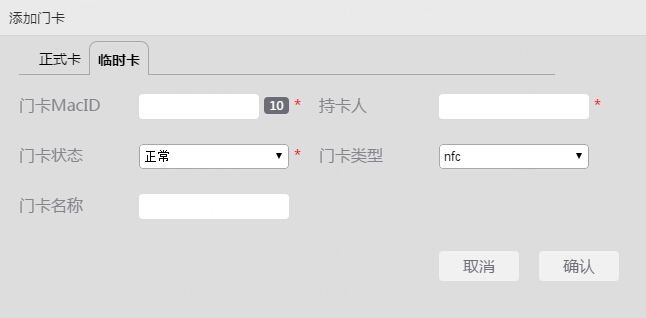 添加门卡
正式卡 临时卡
门卡MacID 10 * 持卡人 *
门卡状态 正常 * 门卡类型 nfc
门卡名称
取消 确认